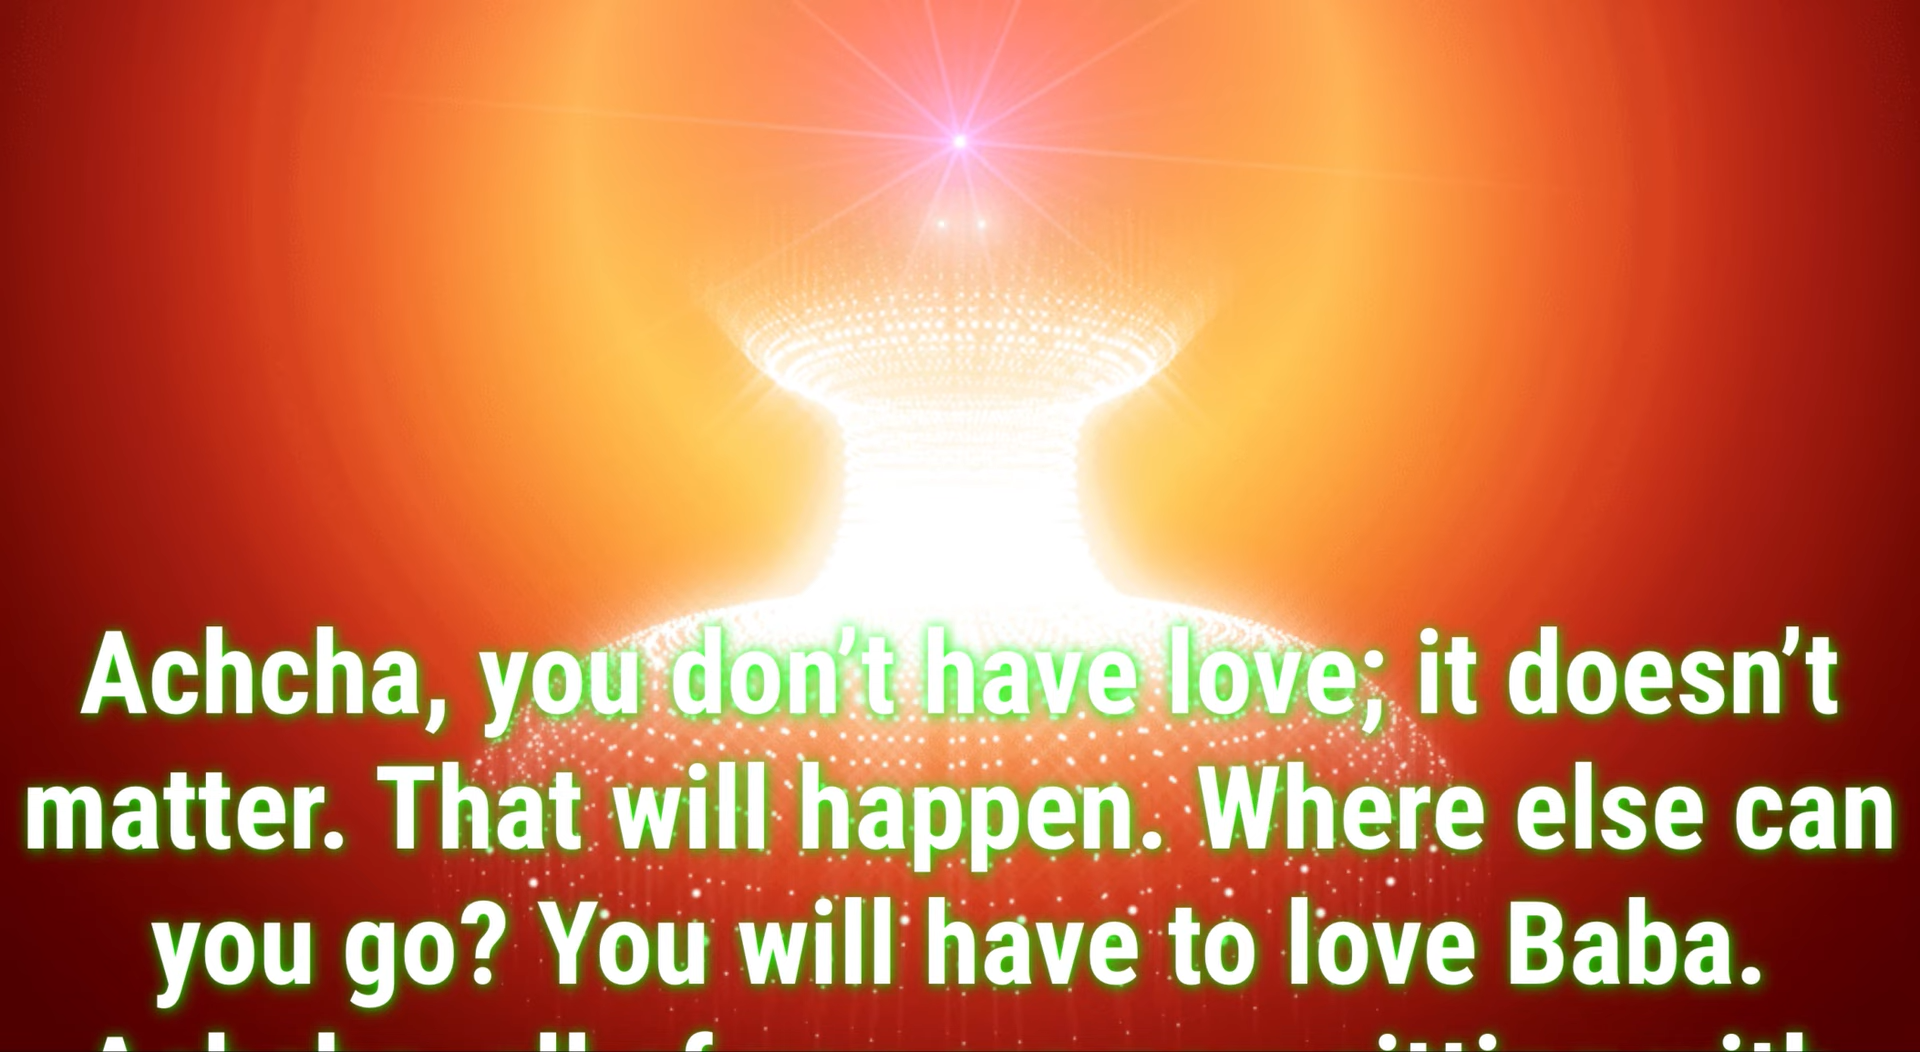 Achcha, you don’t have love; it doesn’t
matter. That will happen. Where else can
you go? You will have to love Baba.